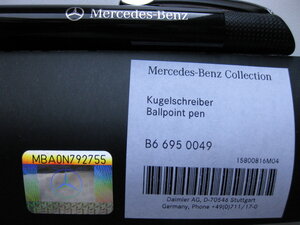 Mercedes-Benz
Mercedes-Benz Collection
Kugelschreiber
Ballpoint pen
B6 695 0049
15800816M04
MBA0N792755
Daimler AG, D-70546 Stuttgart
Germany, Phone +49(0)711/17-0